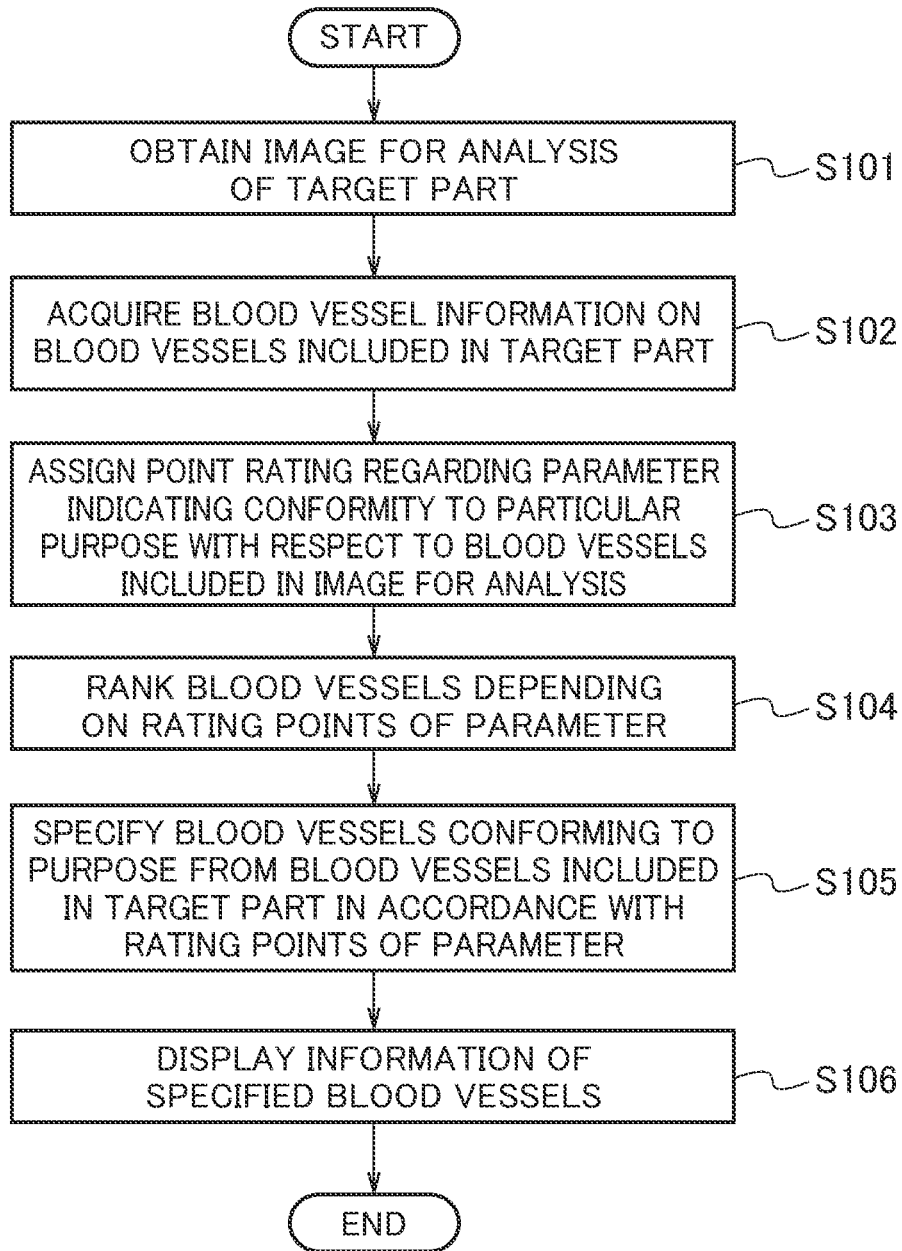 START
OBTAIN IMAGE FOR ANALYSIS
OF TARGET PART
S101
ACQUIRE BLOOD VESSEL INFORMATION ON
BLOOD VESSELS INCLUDED IN TARGET PART
S102
ASSIGN POINT RATING REGARDING PARAMETER
INDICATING CONFORMITY TO PARTICULAR
PURPOSE WITH RESPECT TO BLOOD VESSELS
INCLUDED IN IMAGE FOR ANALYSIS
S103
RANK BLOOD VESSELS DEPENDING
ON RATING POINTS OF PARAMETER
S104
SPECIFY BLOOD VESSELS CONFORMING TO
PURPOSE FROM BLOOD VESSELS INCLUDED
IN TARGET PART IN ACCORDANCE WITH
RATING POINTS OF PARAMETER
S105
DISPLAY INFORMATION OF
SPECIFIED BLOOD VESSELS
S106
END